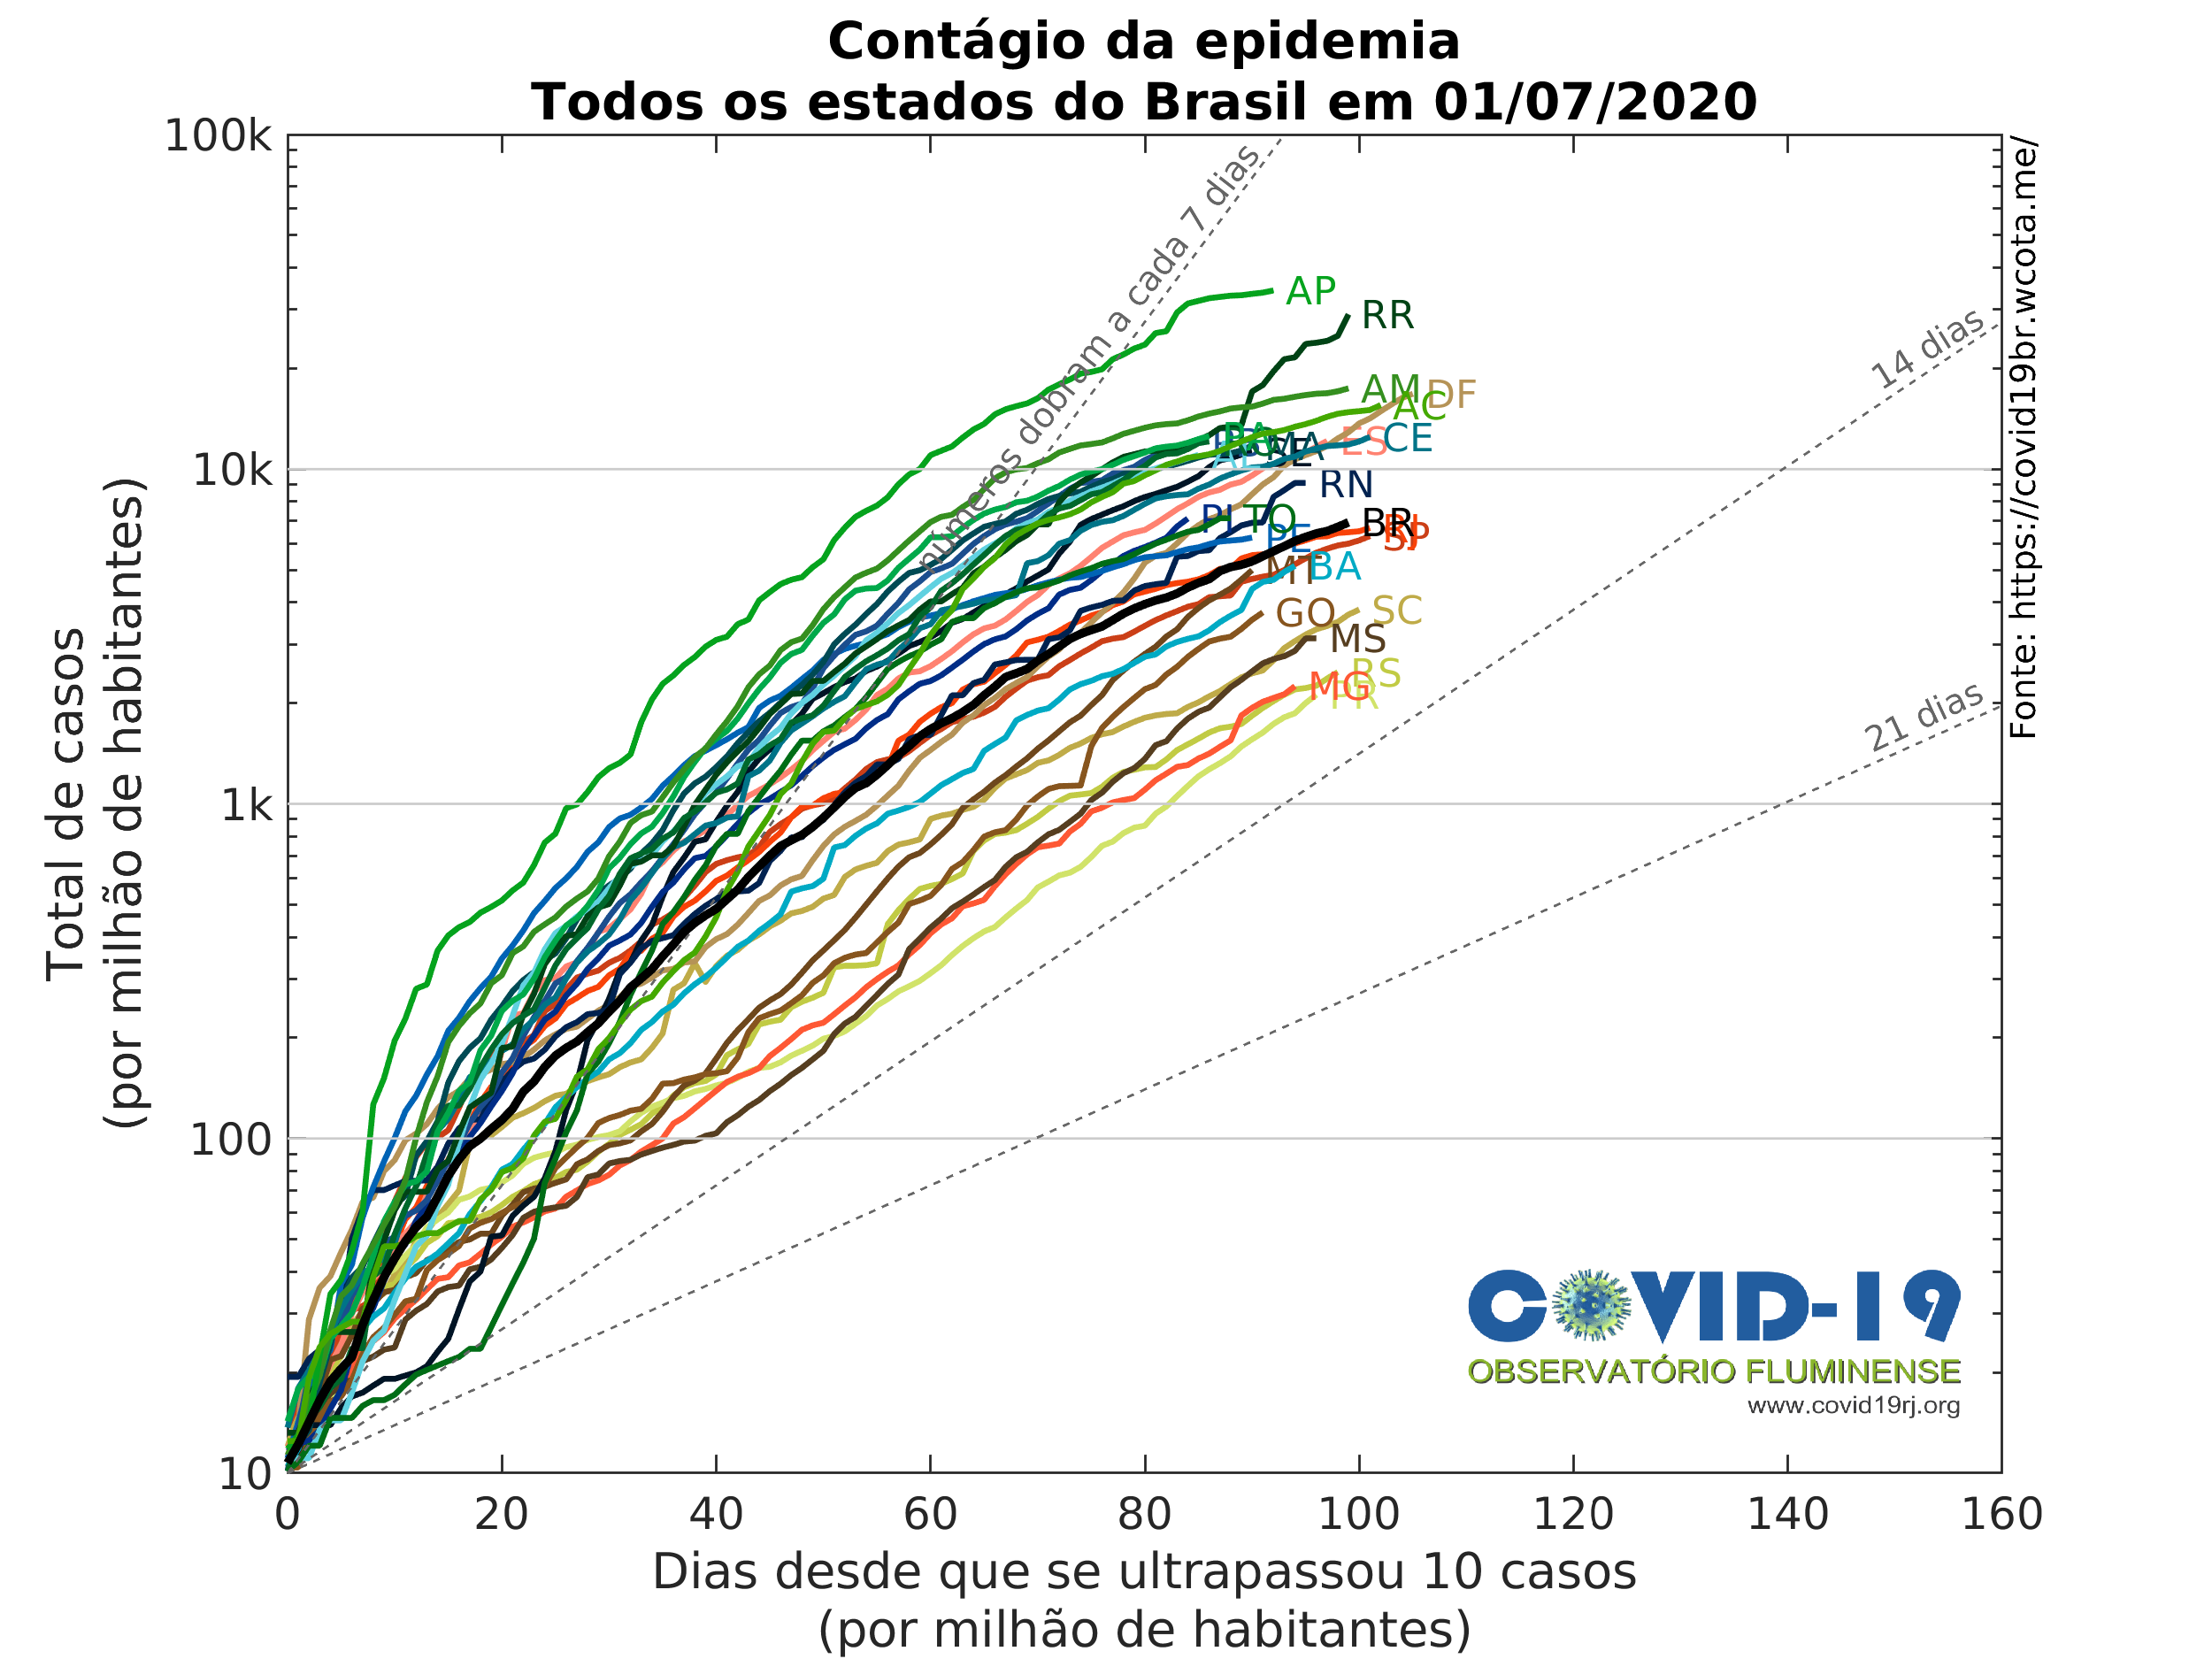 Contágio da epidemia
Todos os estados do Brasil em 01/07/2020
100k
10k
1k
100
10
Total de casos
(por milhão de habitantes)
números dobram a cada 7 dias
14 dias
21 dias
AP
RR
AM
DF
AC
ES
CE
MA
RN
PI
TO
BR
RJ
SP
PE
MT
BA
GO
SC
MS
RS
MG
PR
Fonte: https://covid19br.wcota.me/
COVID-19
OBSERVATÓRIO FLUMINENSE
www.covid19rj.org
0 20 40 60 80 100 120 140 160
Dias desde que se ultrapassou 10 casos
(por milhão de habitantes)